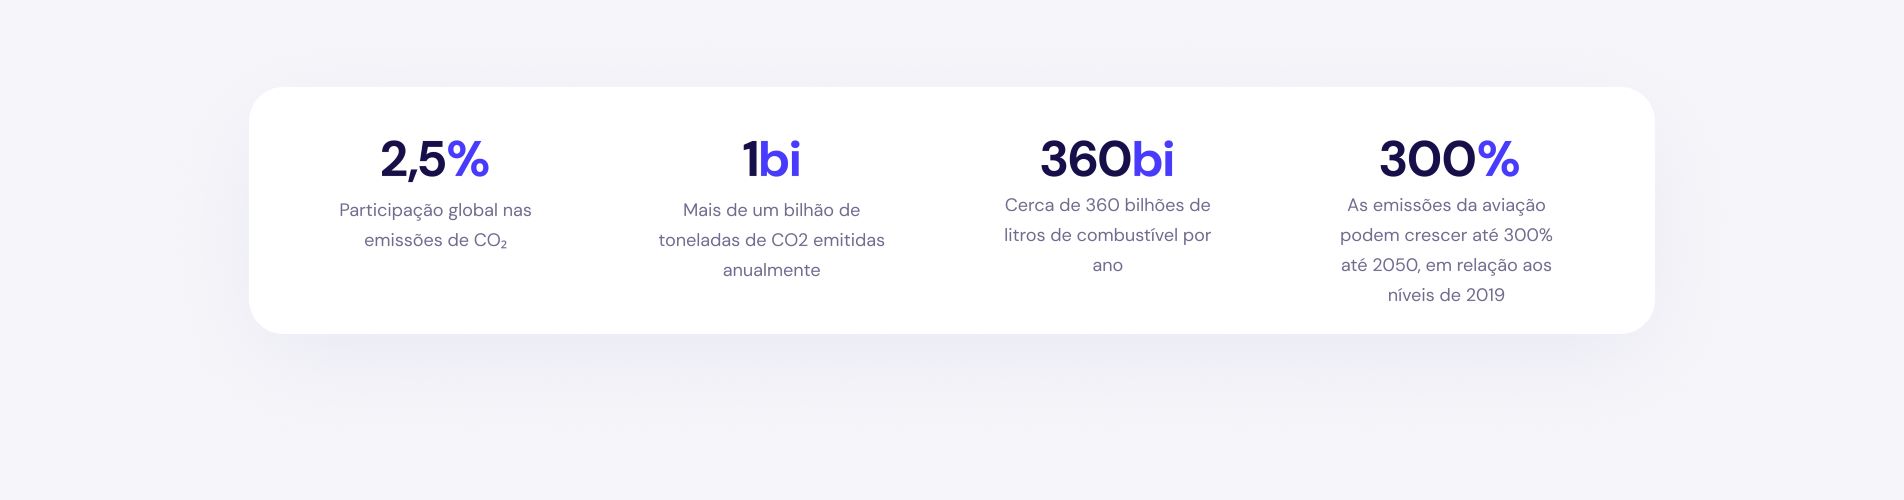 2,5%
Participação global nas
emissões de CO₂
1bi
Mais de um bilhão de
toneladas de CO2 emitidas
anualmente
360bi
Cerca de 360 bilhões de
litros de combustível por
ano
300%
As emissões da aviação
podem crescer até 300%
até 2050, em relação aos
níveis de 2019